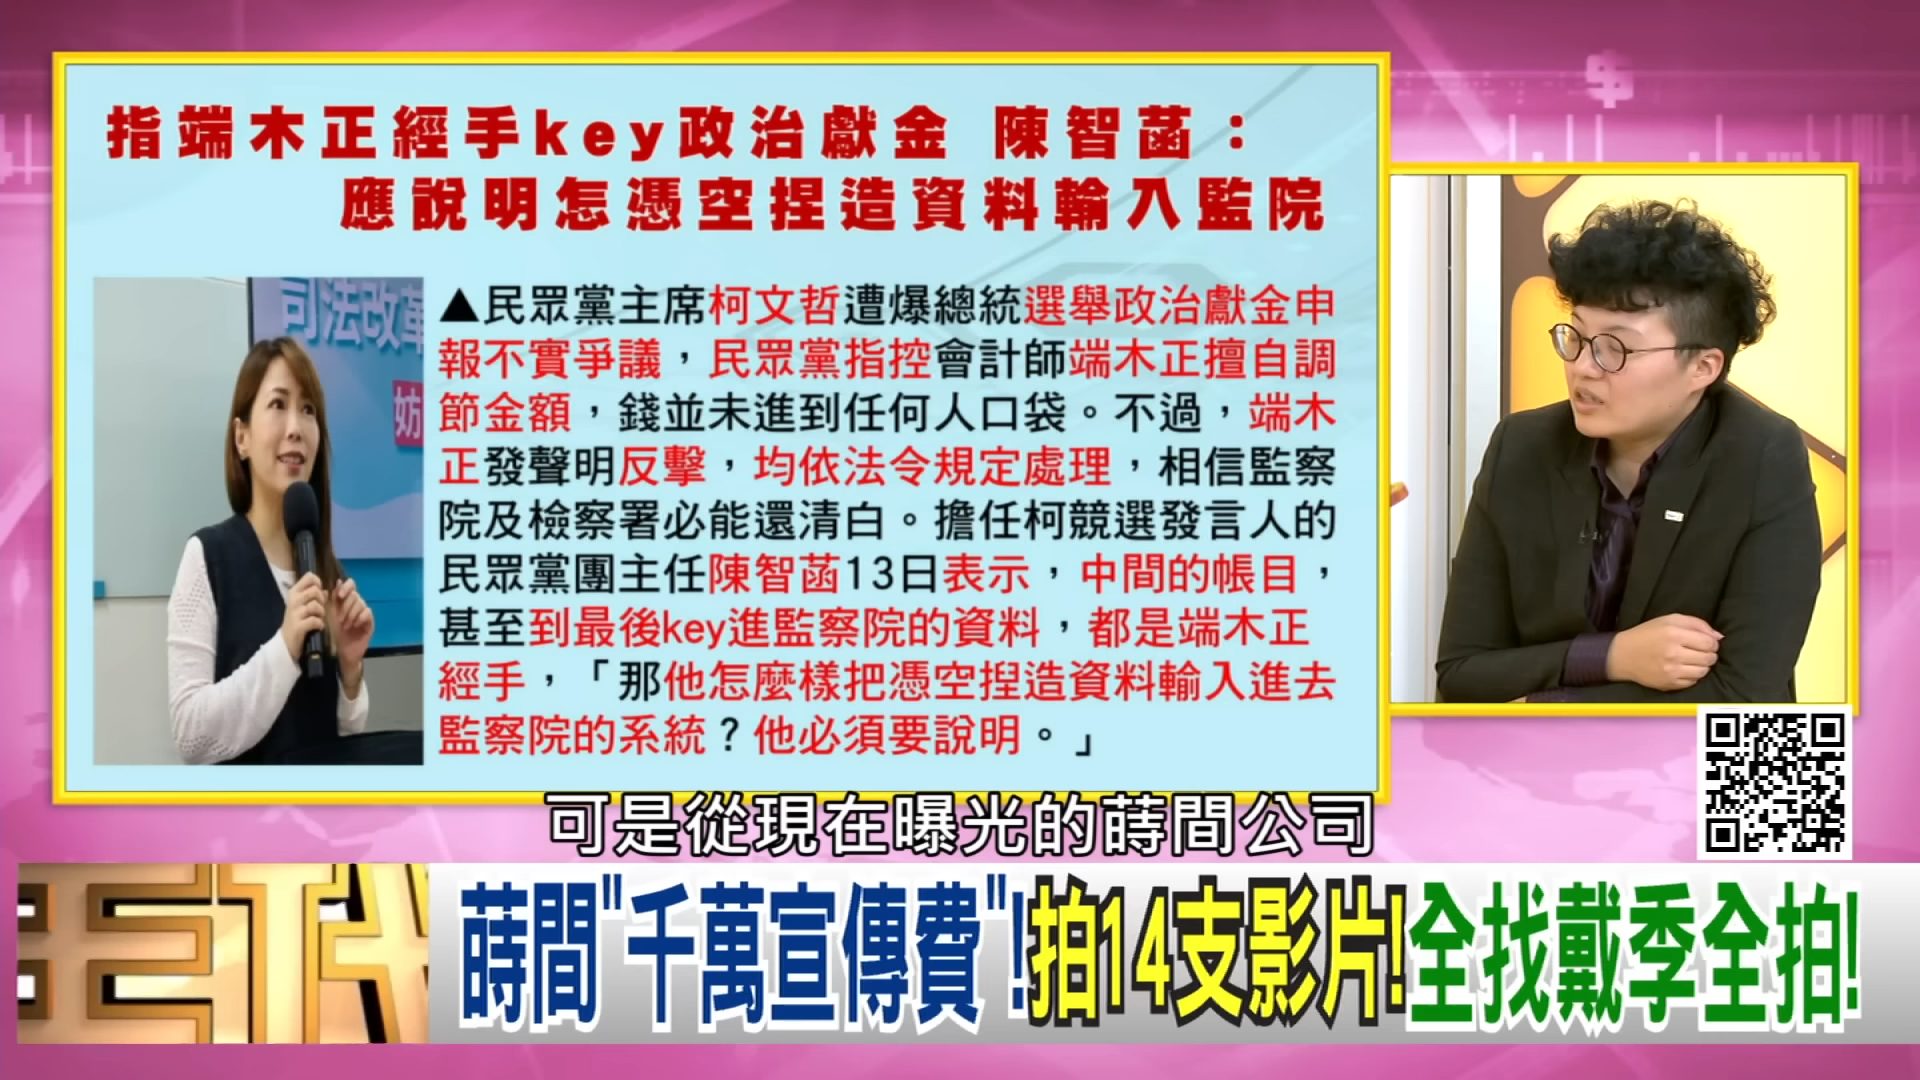 指端木正經手key政治獻金 陳智菡：
應說明怎憑空捏造資料輸入監院
司法改革
妨
▲民眾黨主席柯文哲遭爆總統選舉政治獻金申
報不實爭議，民眾黨指控會計師端木正擅自調
節金額，錢並未進到任何人口袋。不過，端木
正發聲明反擊，均依法令規定處理，相信監察
院及檢察署必能還清白。擔任柯競選發言人的
民眾黨團主任陳智菡13日表示，中間的帳目，
甚至到最後key進監察院的資料，都是端木正
經手，「那他怎麼樣把憑空捏造資料輸入進去
監察院的系統？他必須要說明。」
可是從現在曝光的蒔間公司
蒔間"千萬宣傳費"!拍14支影片!全找戴季全拍!